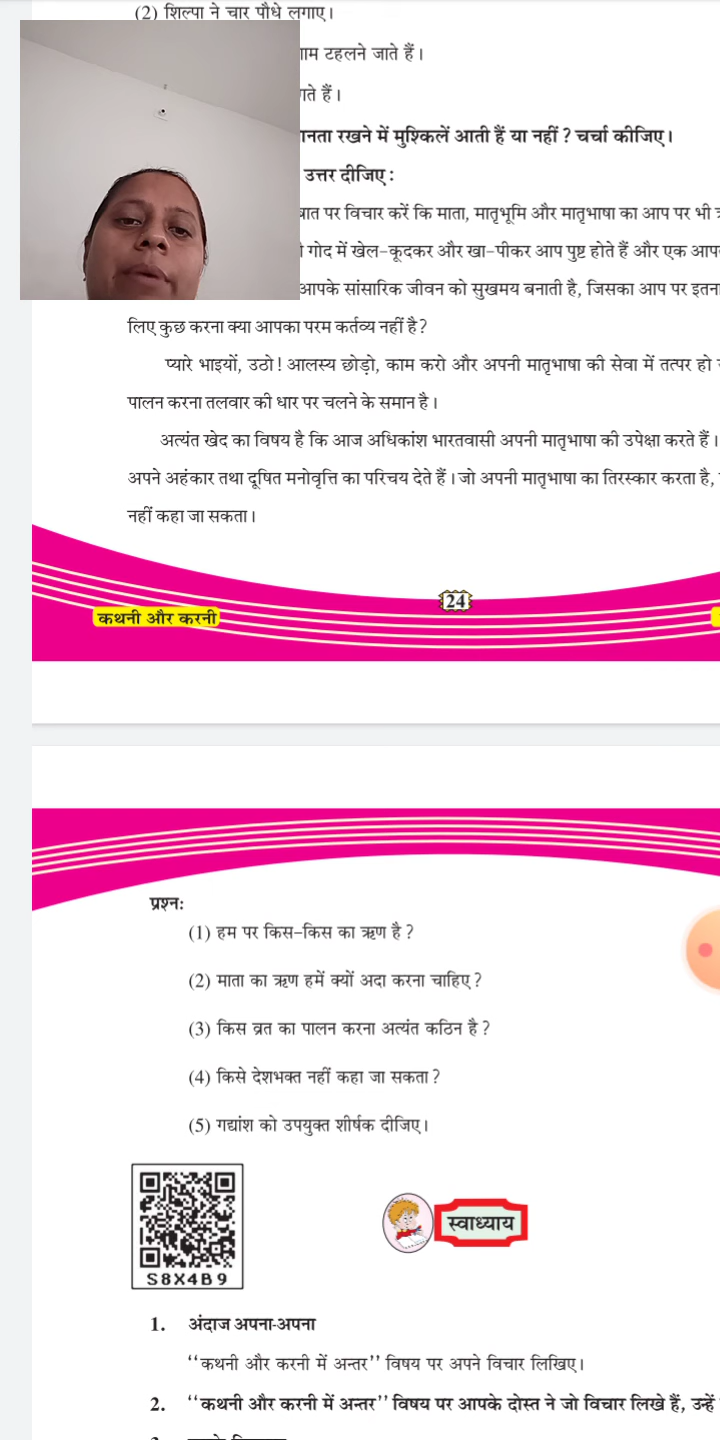 (2) शिल्पा ने चार पौधे लगाए।
टहलने जाते हैं।
हैं।
रखने में मुश्किलें आती हैं या नहीं ? चर्चा कीजिए।
उत्तर दीजिए :
पर विचार करें कि माता, मातृभूमि और मातृभाषा का आप पर भी
गोद में खेल-कूदकर और खा-पीकर आप पुष्ट होते हैं और एक
आपके सांसारिक जीवन को सुखमय बनाती है, जिसका आप पर
लिए कुछ करना क्या आपका परम कर्तव्य नहीं है?
प्यारे भाइयों, उठो! आलस्य छोड़ो, काम करो और अपनी मातृभाषा की सेवा में तत्पर हो
पालन करना तलवार की धार पर चलने के समान है।
अत्यंत खेद का विषय है कि आज अधिकांश भारतवासी अपनी मातृभाषा की उपेक्षा करते हैं।
अपने अहंकार तथा दूषित मनोवृत्ति का परिचय देते हैं। जो अपनी मातृभाषा का तिरस्कार करता है,
नहीं कहा जा सकता।
24
कथनी और करनी
प्रश्न:
(1) हम पर किस-किस का ऋण है ?
(2) माता का ऋण हमें क्यों अदा करना चाहिए ?
(3) किस व्रत का पालन करना अत्यंत कठिन है ?
(4) किसे देशभक्त नहीं कहा जा सकता ?
(5) गद्यांश को उपयुक्त शीर्षक दीजिए।
S8X4B9
स्वाध्याय
1. अंदाज अपना-अपना
''कथनी और करनी में अन्तर'' विषय पर अपने विचार लिखिए।
2. ''कथनी और करनी में अन्तर'' विषय पर आपके दोस्त ने जो विचार लिखे हैं, उन्हें